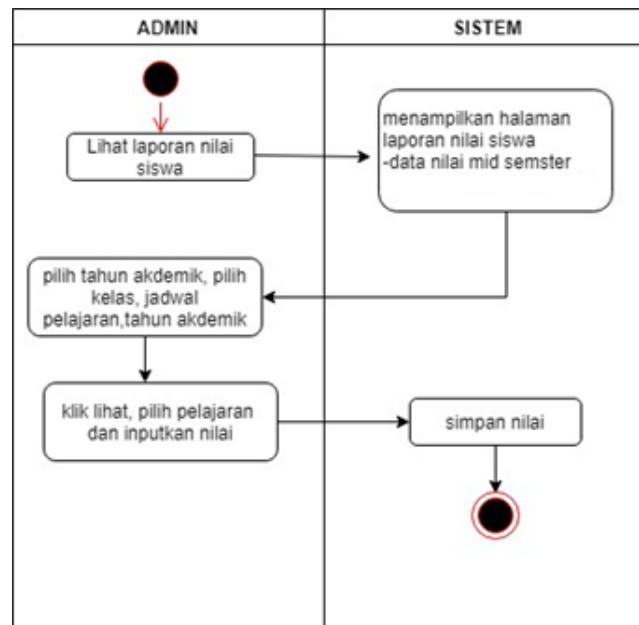 ADMIN
SISTEM
Lihat laporan nilai
siswa
menampilkan halaman
laporan nilai siswa
-data nilai mid semster
pilih tahun akdemik, pilih
kelas, jadwal
pelajaran,tahun akdemik
klik lihat, pilih pelajaran
dan inputkan nilai
simpan nilai